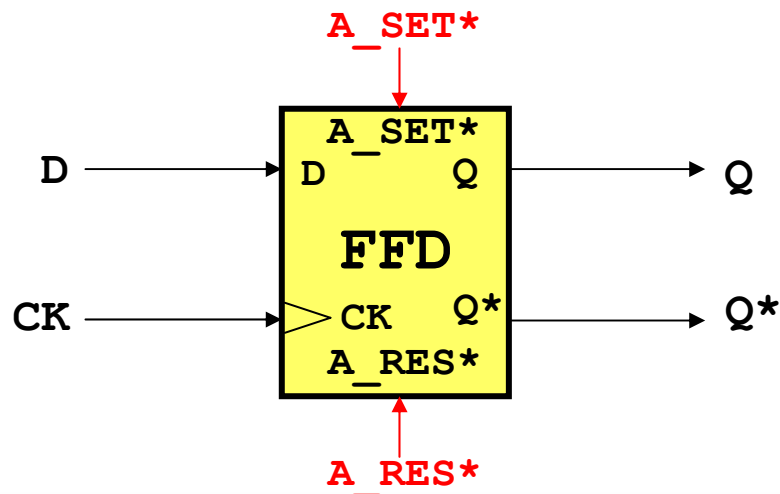 A_SET*
A_SET*
D D Q Q
FFD
CK CK Q* Q*
A_RES*
A_RES*